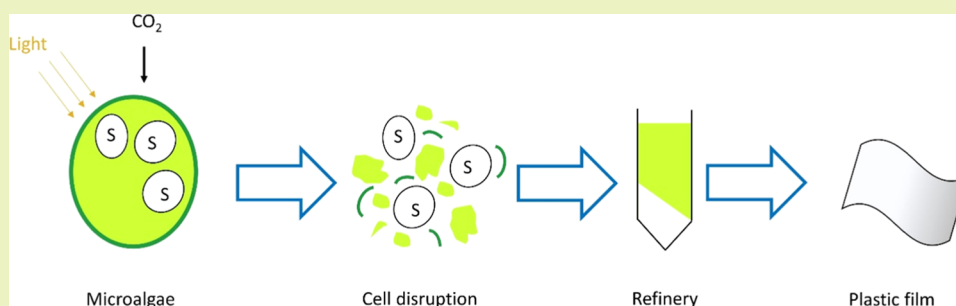 CO₂
Light
S
S
S
S
S
S
Microalgae
Cell disruption
Refinery
Plastic film